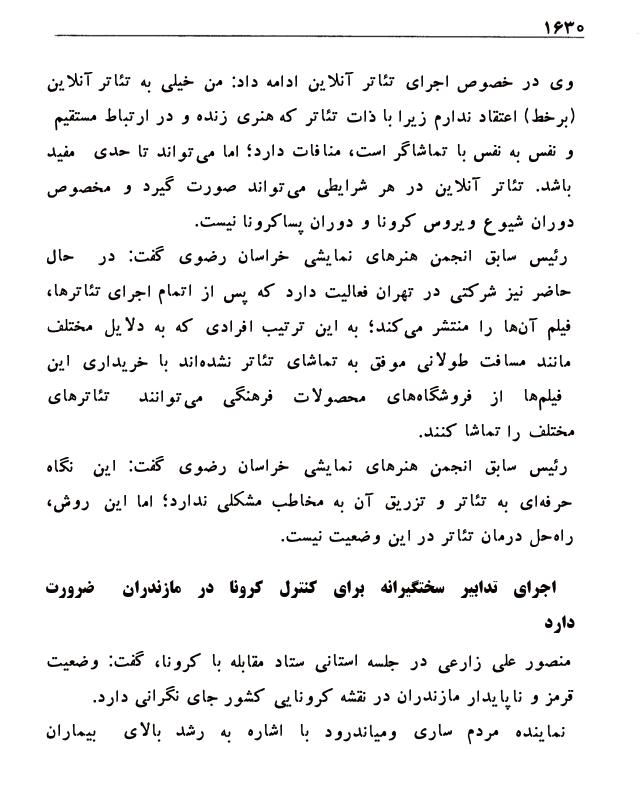 ۱۶۳۰
وی در خصوص اجرای تئاتر آنلاین ادامه داد: من خیلی به تئاتر آنلاین
(برخط) اعتقاد ندارم زیرا با ذات تئاتر که هنری زنده و در ارتباط مستقیم
و نفس به نفس با تماشاگر است، منافات دارد؛ اما می‌تواند تا حدی مفید
باشد. تئاتر آنلاین در هر شرایطی می‌تواند صورت گیرد و مخصوص
دوران شیوع ویروس کرونا و دوران پساکرونا نیست.
رئیس سابق انجمن هنرهای نمایشی خراسان رضوی گفت: در حال
حاضر نیز شرکتی در تهران فعالیت دارد که پس از اتمام اجرای تئاترها،
فیلم آن‌ها را منتشر می‌کند؛ به این ترتیب افرادی که به دلایل مختلف
مانند مسافت طولانی موفق به تماشای تئاتر نشده‌اند با خریداری این
فیلم‌ها از فروشگاه‌های محصولات فرهنگی می‌توانند تئاترهای
مختلف را تماشا کنند.
رئیس سابق انجمن هنرهای نمایشی خراسان رضوی گفت: این نگاه
حرفه‌ای به تئاتر و تزریق آن به مخاطب مشکلی ندارد؛ اما این روش،
راه‌حل درمان تئاتر در این وضعیت نیست.
اجرای تدابیر سختگیرانه برای کنترل کرونا در مازندران ضرورت
دارد
منصور علی زارعی در جلسه استانی ستاد مقابله با کرونا، گفت: وضعیت
قرمز و ناپایدار مازندران در نقشه کرونایی کشور جای نگرانی دارد.
نماینده مردم ساری ومیاندرود با اشاره به رشد بالای بیماران